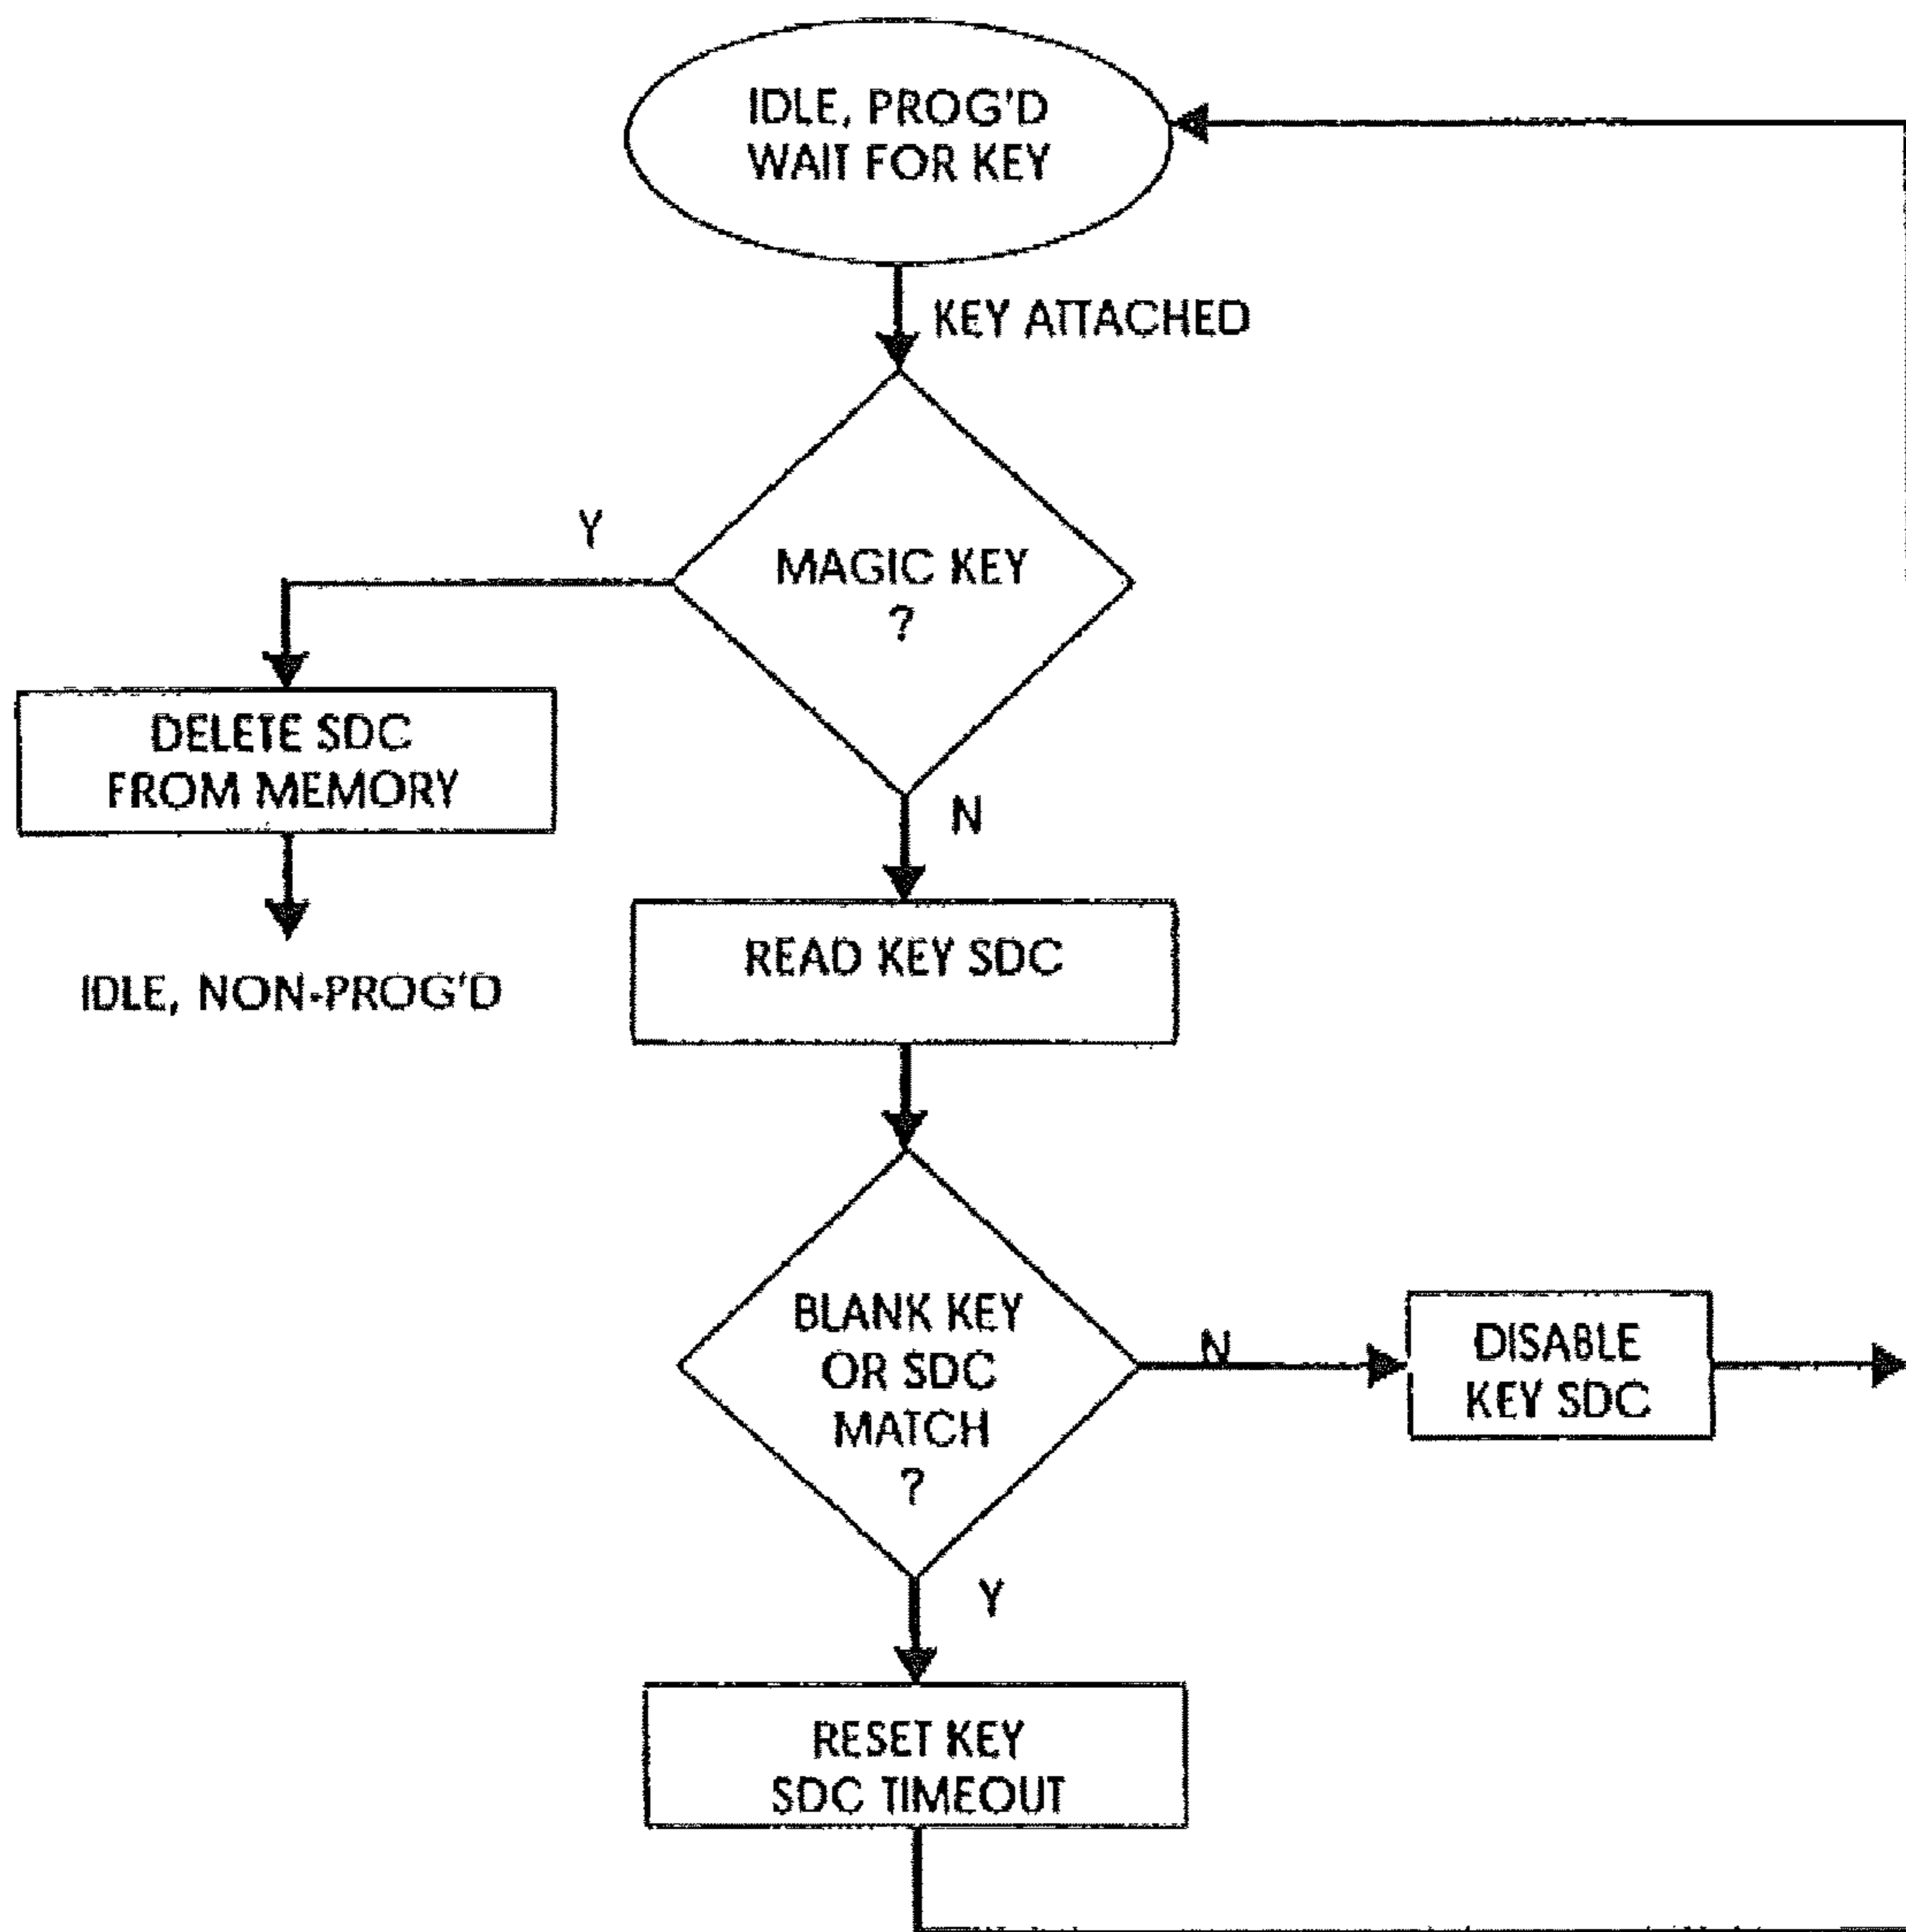 IDLE, PROG'D
WAIT FOR KEY
KEY ATTACHED
Y
MAGIC KEY
?
DELETE SDC
FROM MEMORY
N
READ KEY SDC
IDLE, NON-PROG'D
BLANK KEY
OR SDC
MATCH
?
N
DISABLE
KEY SDC
Y
RESET KEY
SDC TIMEOUT